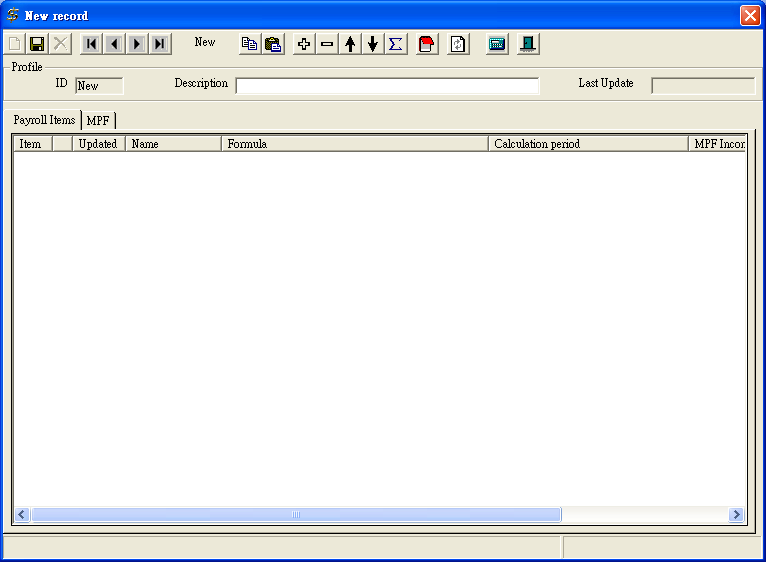 New record
New
Profile
ID New Description Last Update
Payroll Items MPF
Item Updated Name Formula Calculation period MPF Incor